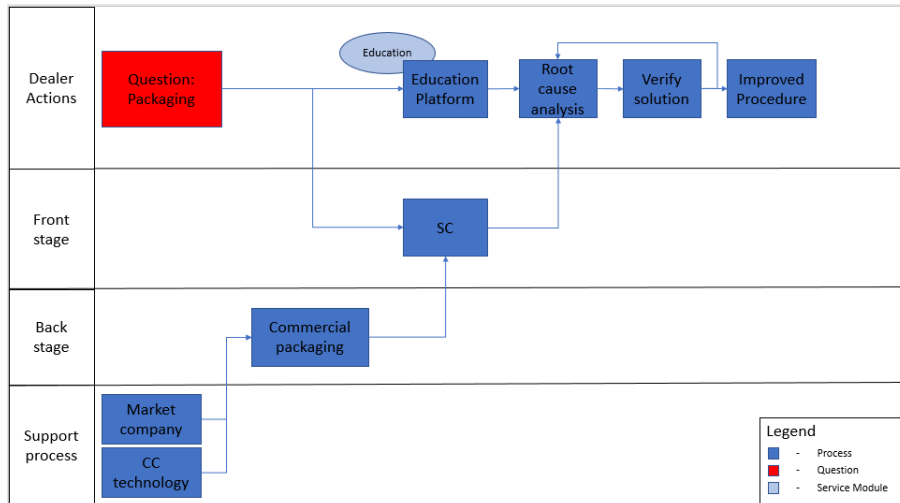 Dealer
Actions
Question:
Packaging
Education
Education
Platform
Root
cause
analysis
Verify
solution
Improved
Procedure
Front
stage
SC
Back
stage
Commercial
packaging
Support
process
Market
company
CC
technology
Legend
- Process
- Question
- Service Module